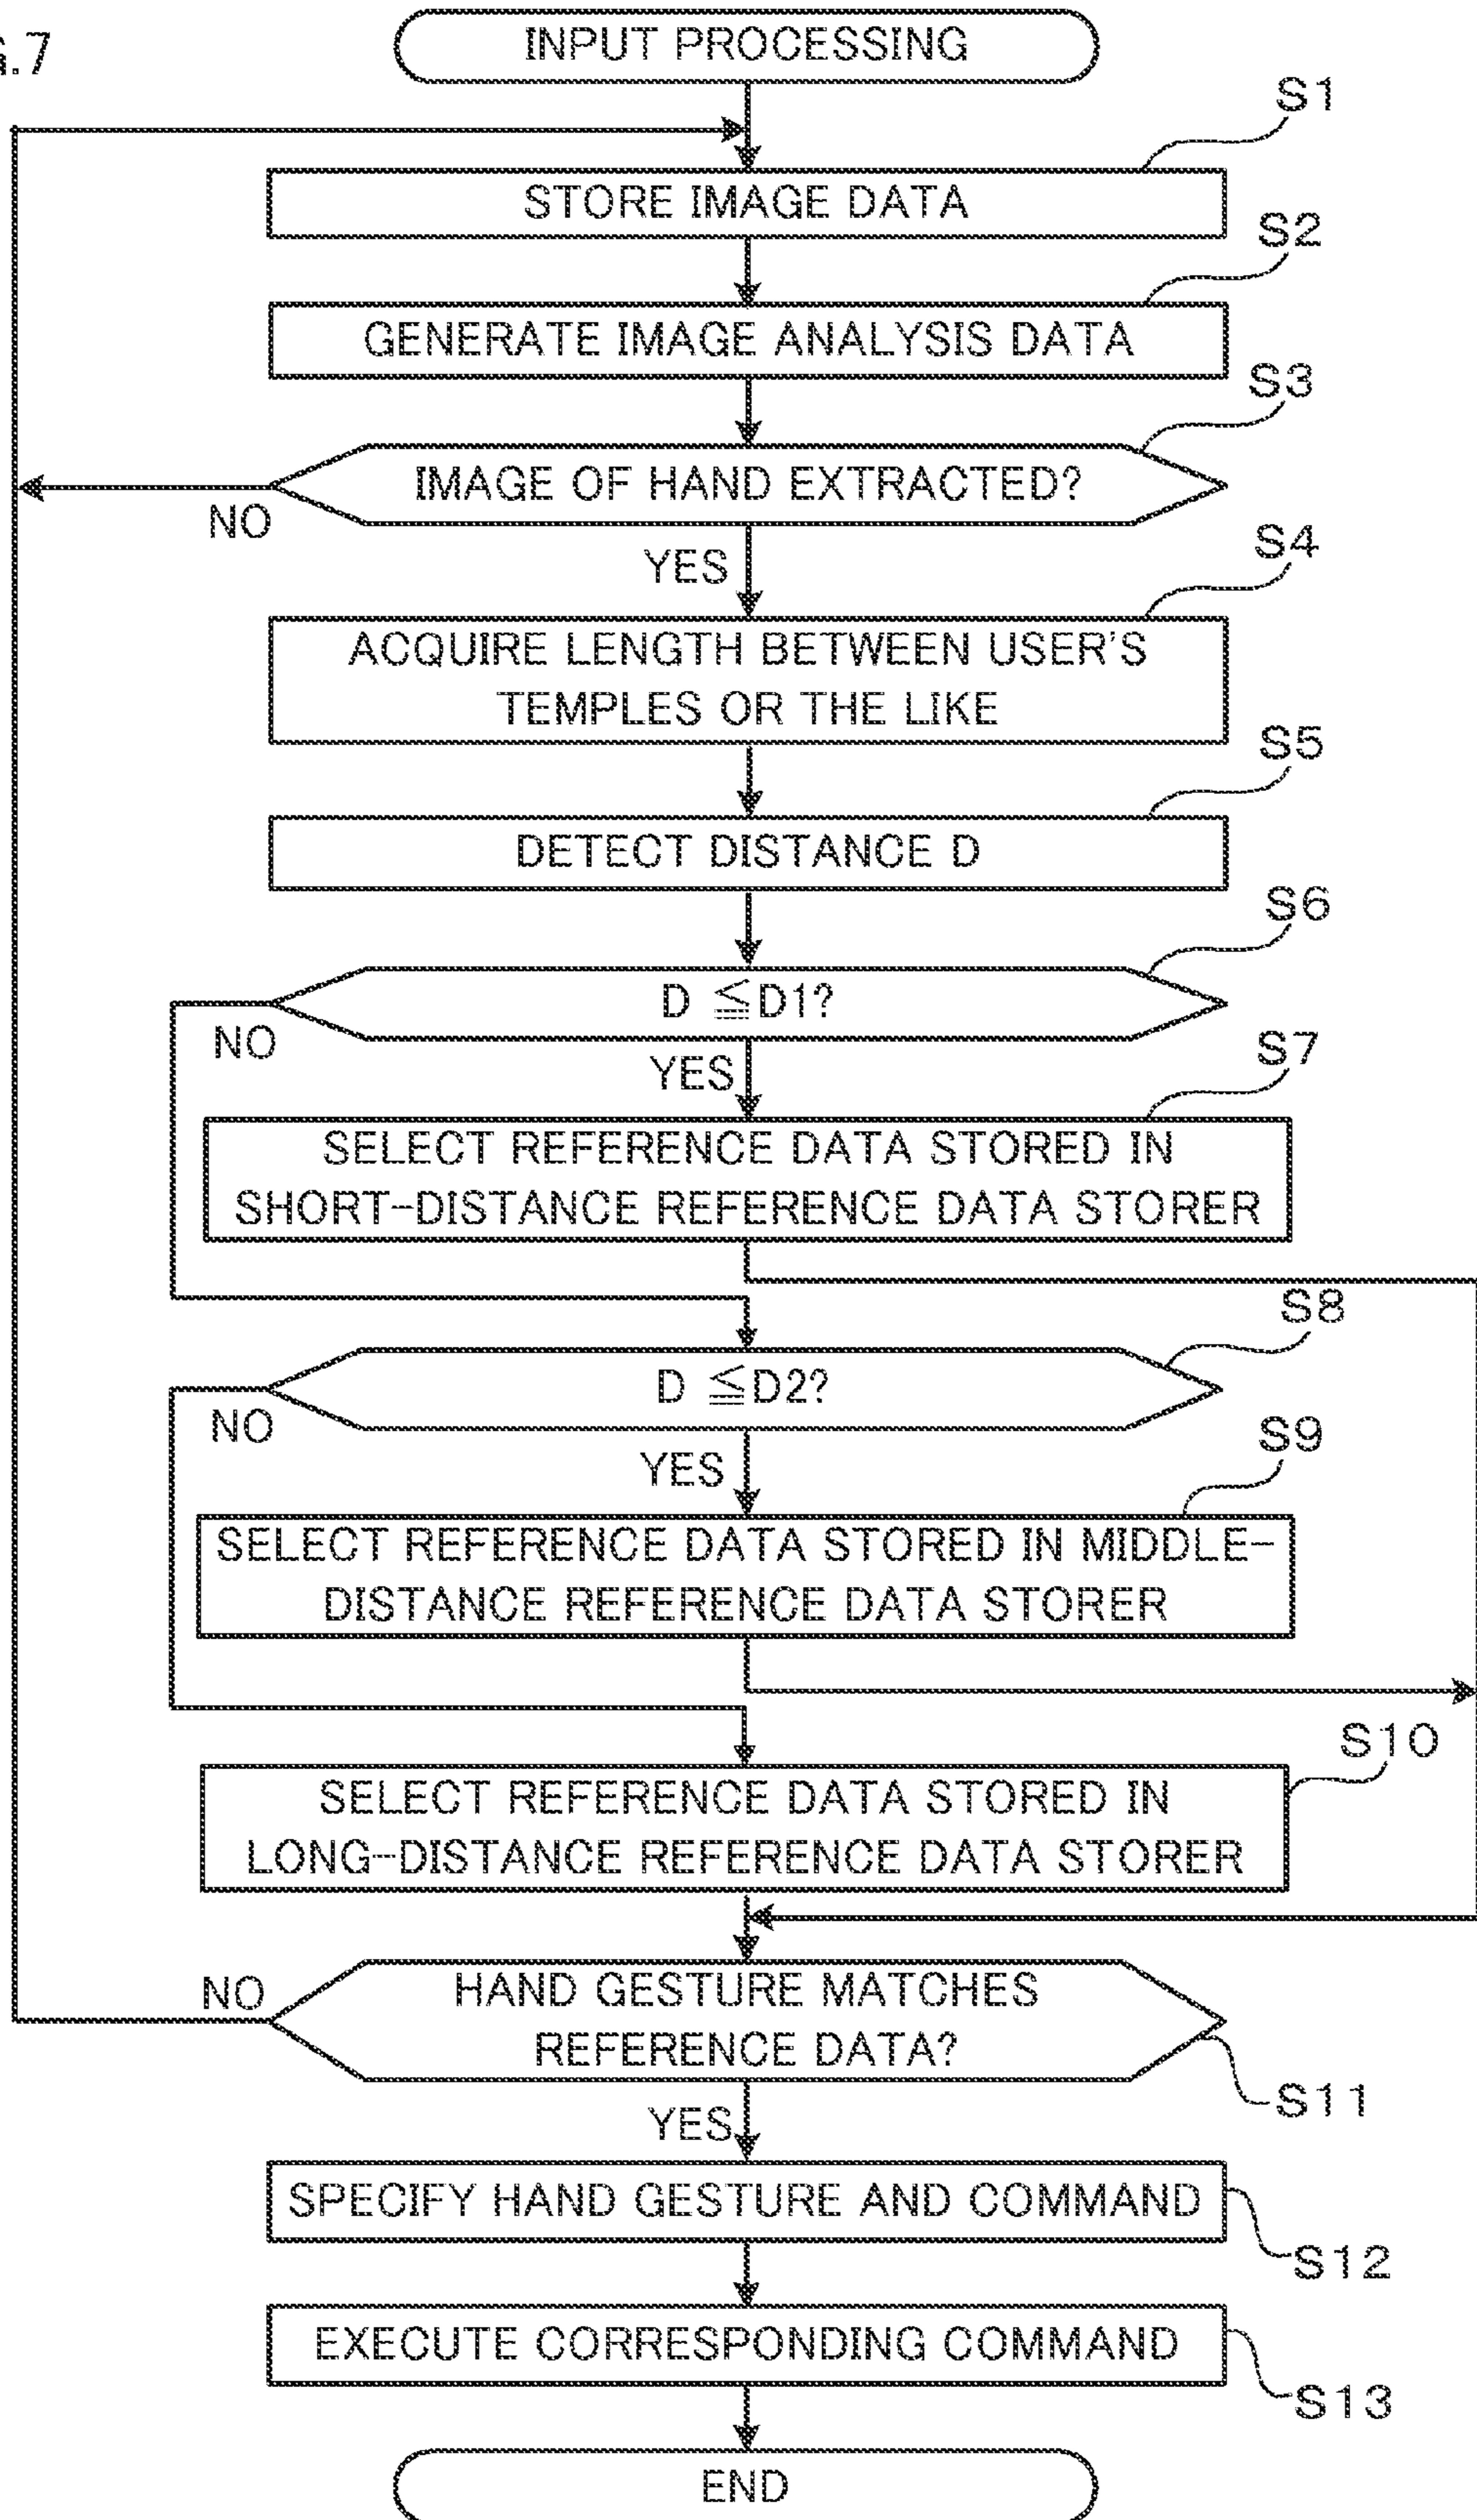 G.7
INPUT PROCESSING
S1
STORE IMAGE DATA
S2
GENERATE IMAGE ANALYSIS DATA
S3
IMAGE OF HAND EXTRACTED?
NO
YES
S4
ACQUIRE LENGTH BETWEEN USER'S
TEMPLES OR THE LIKE
S5
DETECT DISTANCE D
S6
D ≦D1?
NO
YES
S7
SELECT REFERENCE DATA STORED IN
SHORT-DISTANCE REFERENCE DATA STORER
S8
D ≦D2?
NO
YES
S9
SELECT REFERENCE DATA STORED IN MIDDLE-
DISTANCE REFERENCE DATA STORER
S10
SELECT REFERENCE DATA STORED IN
LONG-DISTANCE REFERENCE DATA STORER
NO
HAND GESTURE MATCHES
REFERENCE DATA?
S11
YES
SPECIFY HAND GESTURE AND COMMAND
S12
EXECUTE CORRESPONDING COMMAND
S13
END